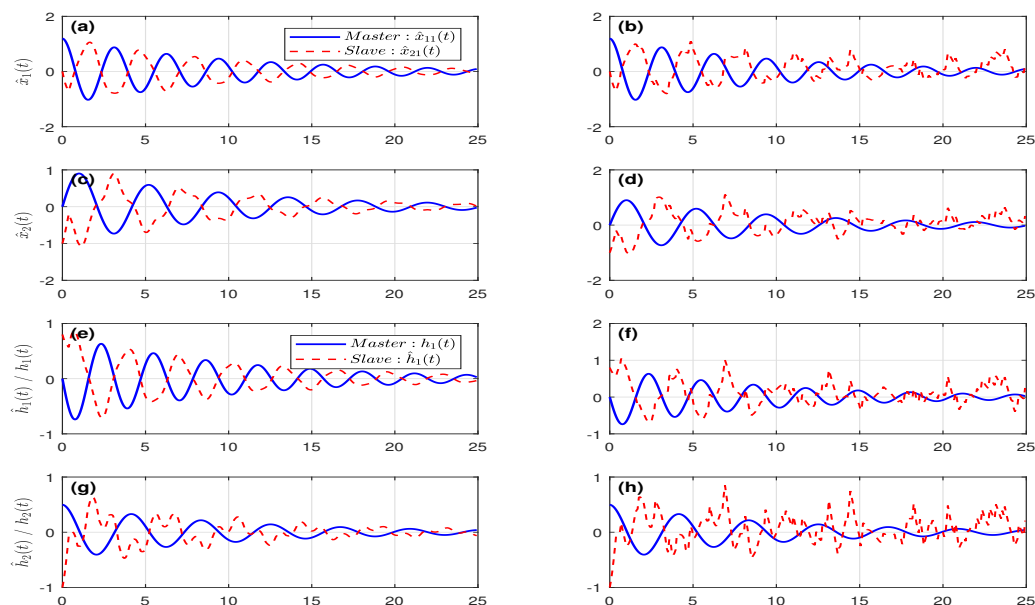 (a)
2
0
-2
x̂₁(t)
Master : x̂₁₁(t)
Slave : x̂₂₁(t)
0 5 10 15 20 25
(b)
2
0
-2
0 5 10 15 20 25
(c)
1
0
-1
-2
x̂₂(t)
0 5 10 15 20 25
(d)
2
0
-2
0 5 10 15 20 25
(e)
1
0
-1
ĥ₁(t) / h₁(t)
Master : h₁(t)
Slave : ĥ₁(t)
0 5 10 15 20 25
(f)
2
1
0
-1
0 5 10 15 20 25
(g)
1
0
-1
ĥ₂(t) / h₂(t)
0 5 10 15 20 25
(h)
1
0
-1
0 5 10 15 20 25